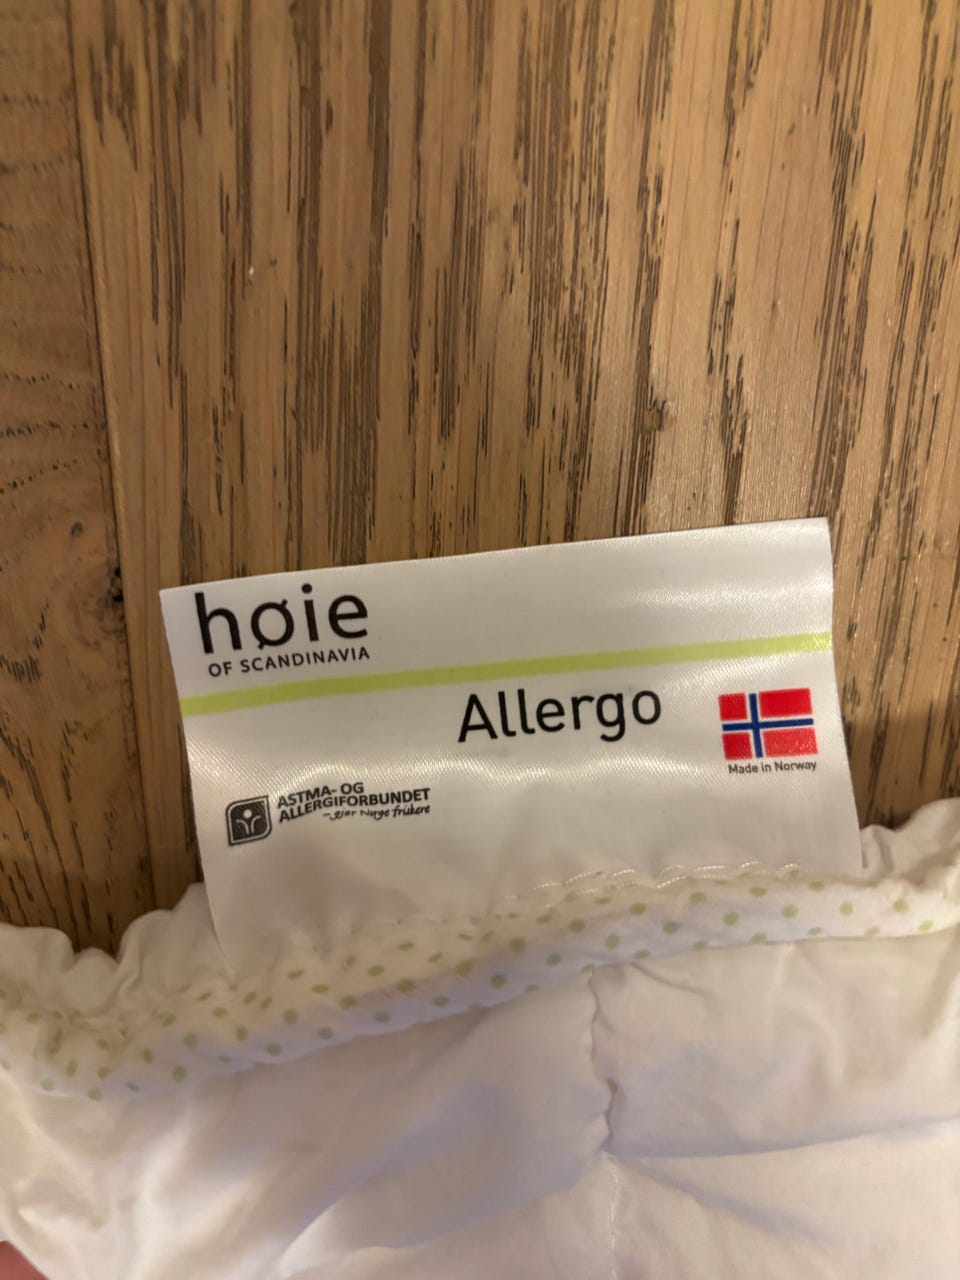 høie
OF SCANDINAVIA
Allergo
Made in Norway
ASTMA- OG
ALLERGIFORBUNDET
– gjør Norge friskere